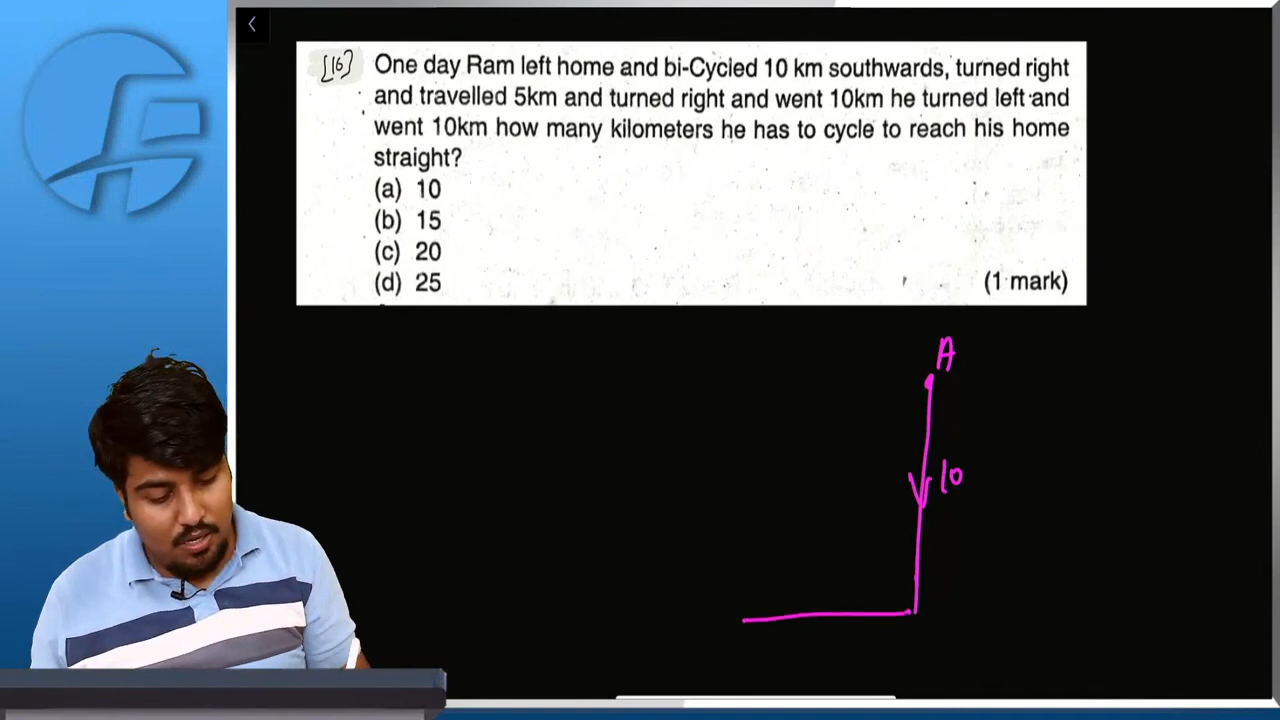 [16] One day Ram left home and bi-Cycled 10 km southwards, turned right
and travelled 5km and turned right and went 10km he turned left and
went 10km how many kilometers he has to cycle to reach his home
straight?
(a) 10
(b) 15
(c) 20
(d) 25
(1 mark)
A
10